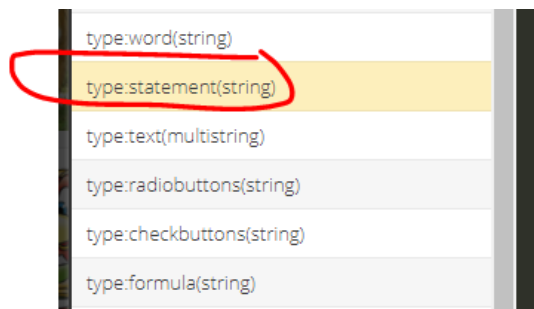 type:word(string)
type:statement(string)
type:text(multistring)
type:radiobuttons(string)
type:checkbuttons(string)
type:formula(string)